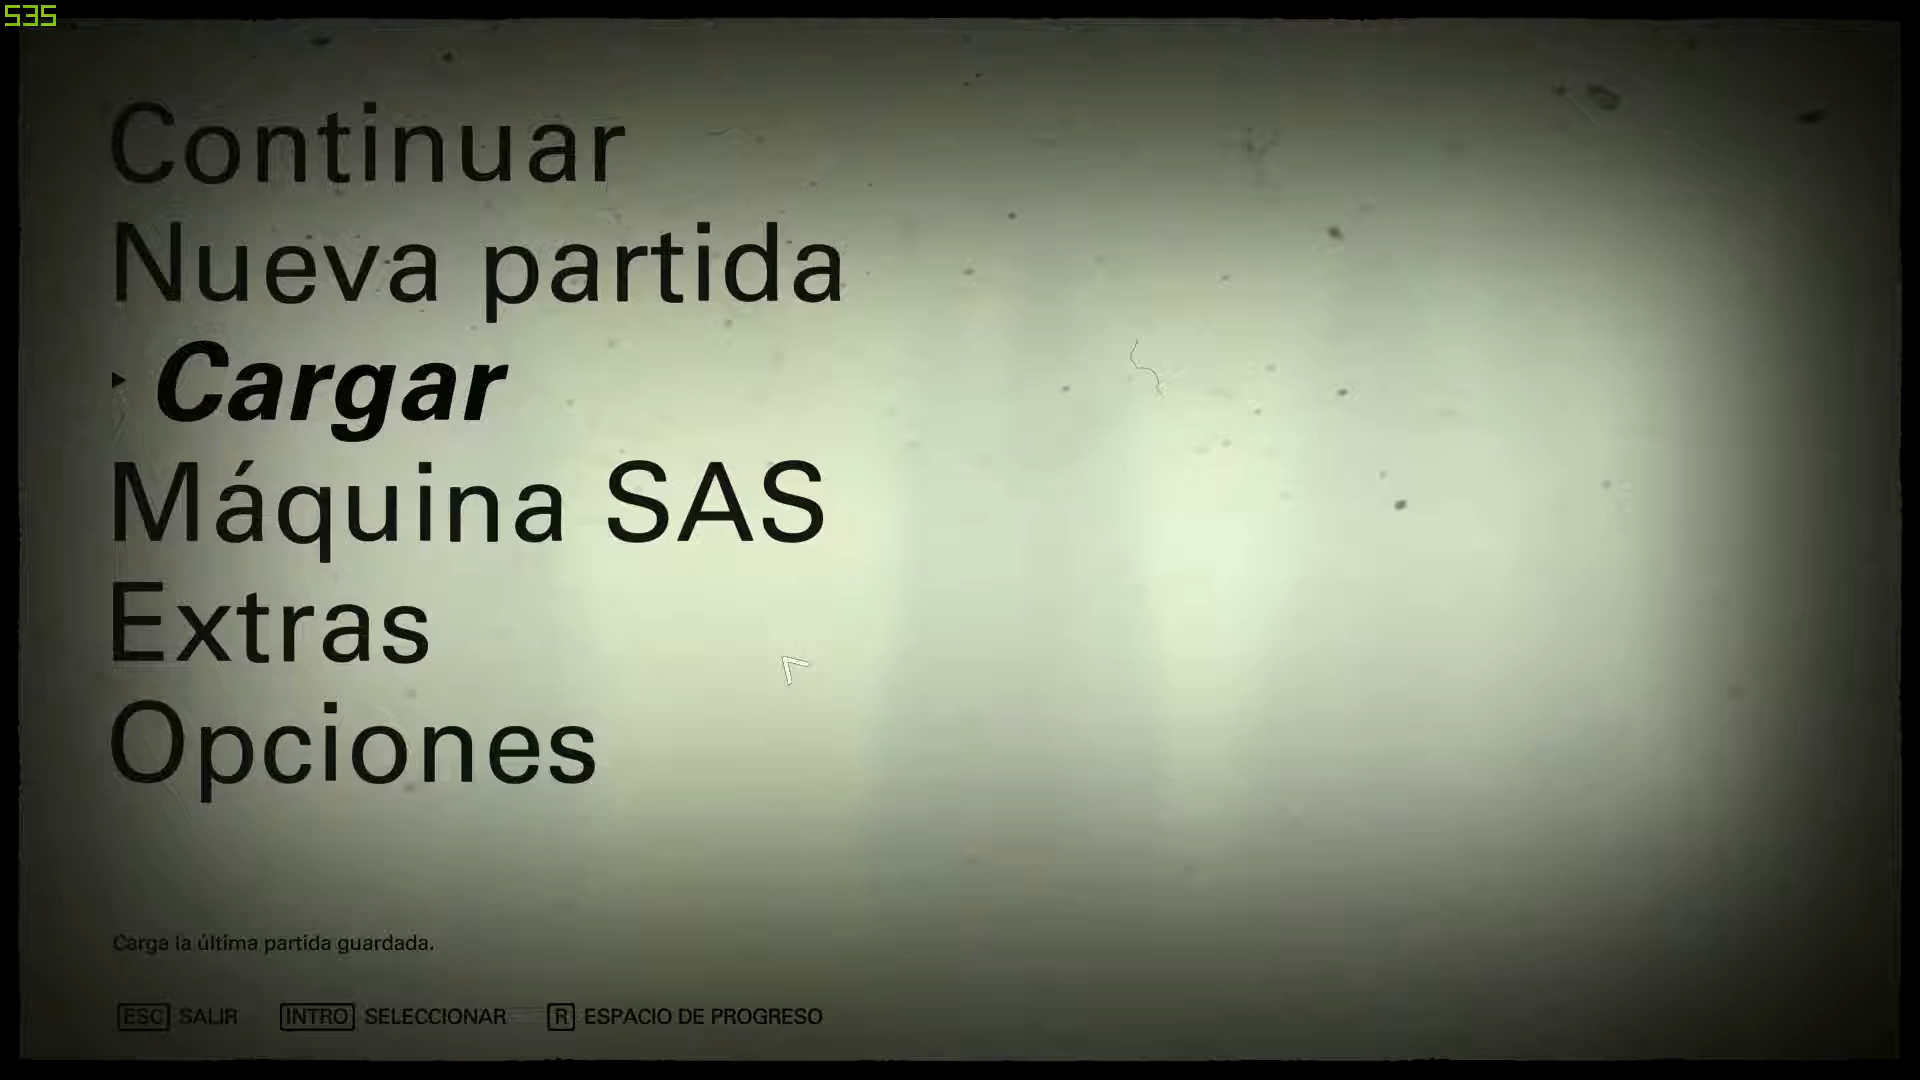 535
Continuar
Nueva partida
Cargar
Máquina SAS
Extras
Opciones
Carga la última partida guardada.
ESC SALIR INTRO SELECCIONAR R ESPACIO DE PROGRESO